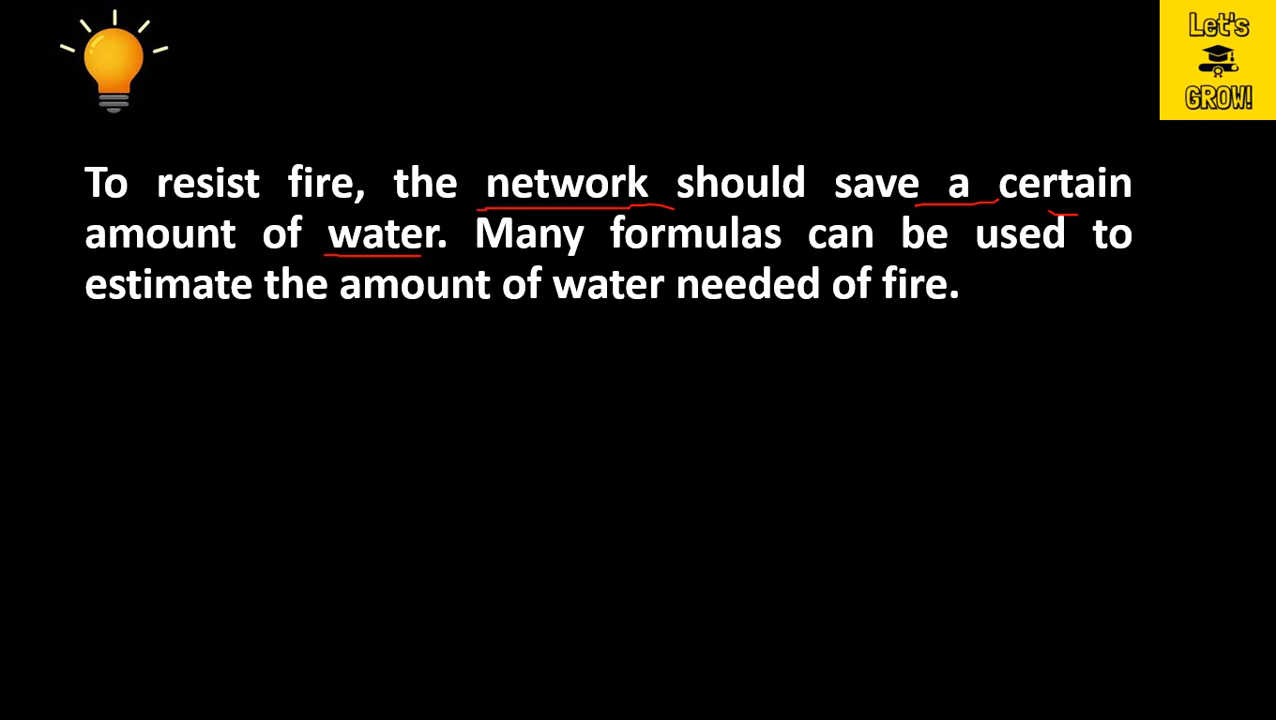 Let's
GROW!
To resist fire, the network should save a certain
amount of water. Many formulas can be used to
estimate the amount of water needed of fire.